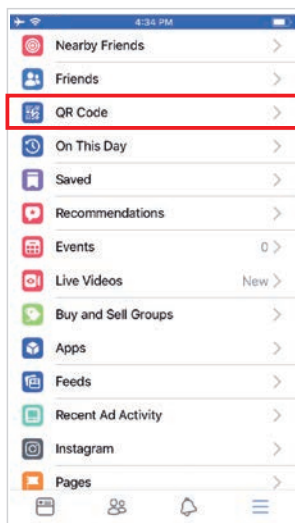 4:34 PM
Nearby Friends
Friends
QR Code
On This Day
Saved
Recommendations
Events 0
Live Videos New
Buy and Sell Groups
Apps
Feeds
Recent Ad Activity
Instagram
Pages